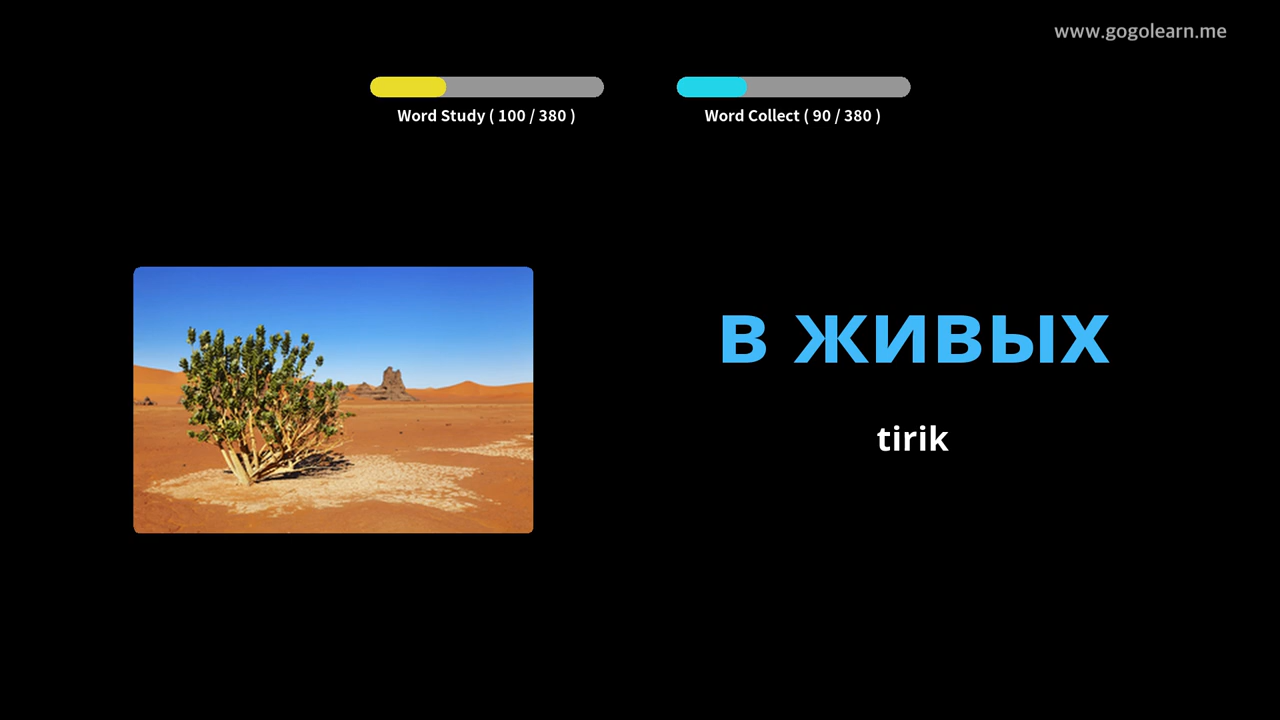 www.gogolearn.me
Word Study ( 100 / 380 )
Word Collect ( 90 / 380 )
в живых
tirik